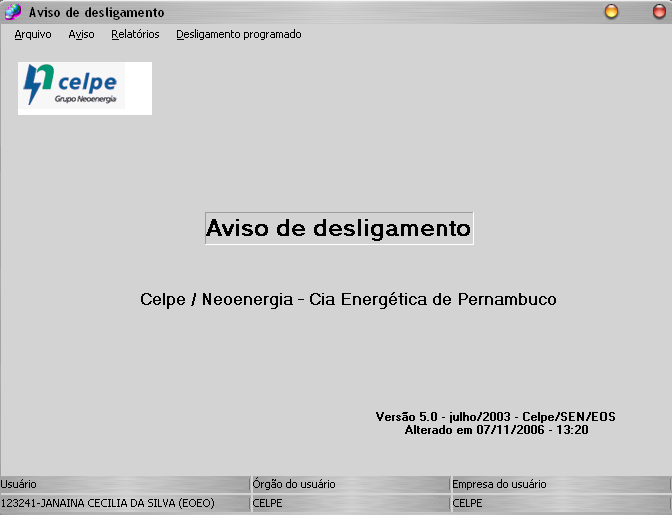 Aviso de desligamento
Arquivo Aviso Relatórios Desligamento programado
celpe
Grupo Neoenergia
Aviso de desligamento
Celpe / Neoenergia - Cia Energética de Pernambuco
Versão 5.0 - julho/2003 - Celpe/SEN/EOS
Alterado em 07/11/2006 - 13:20
Usuário Órgão do usuário Empresa do usuário
123241-JANAINA CECILIA DA SILVA (EOEO) CELPE CELPE